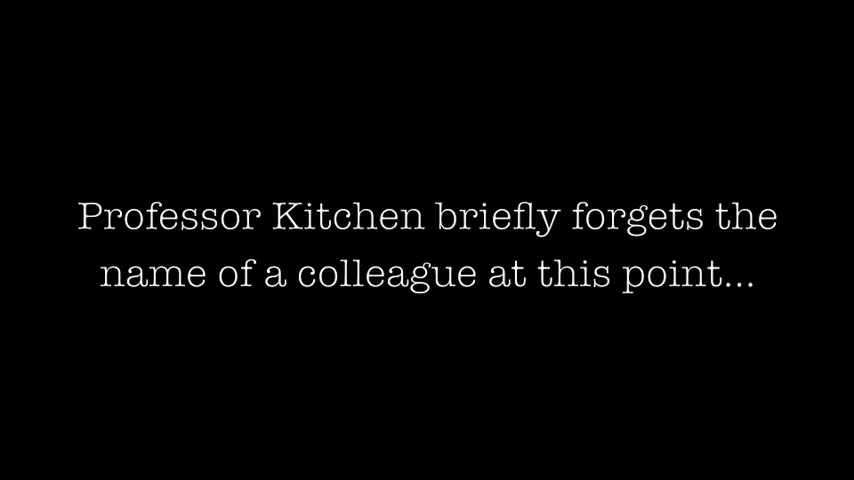 Professor Kitchen briefly forgets the
name of a colleague at this point...